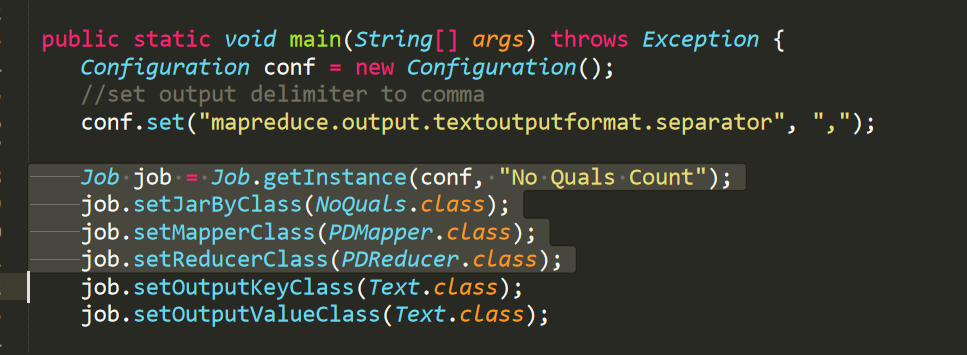 public static void main(String[] args) throws Exception {
Configuration conf = new Configuration();
//set output delimiter to comma
conf.set("mapreduce.output.textoutputformat.separator", ",");
Job job = Job.getInstance(conf, "No Quals Count");
job.setJarByClass(NoQuals.class);
job.setMapperClass(PDMapper.class);
job.setReducerClass(PDReducer.class);
job.setOutputKeyClass(Text.class);
job.setOutputValueClass(Text.class);